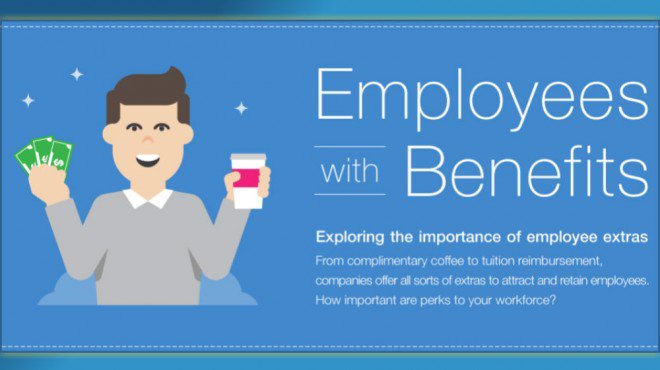 Employees
with Benefits
Exploring the importance of employee extras
From complimentary coffee to tuition reimbursement,
companies offer all sorts of extras to attract and retain employees.
How important are perks to your workforce?